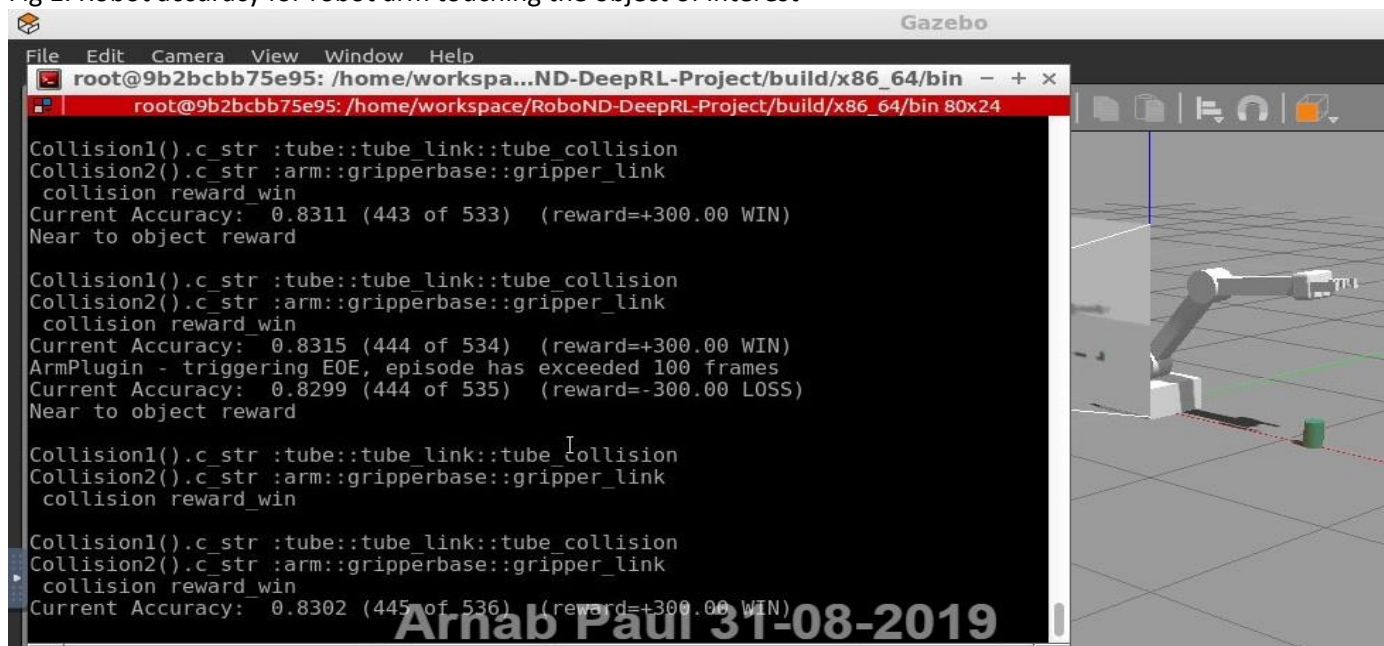 Gazebo
File Edit Camera View Window Help
root@9b2bcbb75e95: /home/workspa...ND-DeepRL-Project/build/x86_64/bin
root@9b2bcbb75e95: /home/workspace/RoboND-DeepRL-Project/build/x86_64/bin 80x24
Collision1().c_str :tube::tube_link::tube_collision
Collision2().c_str :arm::gripperbase::gripper_link
collision reward_win
Current Accuracy: 0.8311 (443 of 533) (reward=+300.00 WIN)
Near to object reward
Collision1().c_str :tube::tube_link::tube_collision
Collision2().c_str :arm::gripperbase::gripper_link
collision reward_win
Current Accuracy: 0.8315 (444 of 534) (reward=+300.00 WIN)
ArmPlugin - triggering EOE, episode has exceeded 100 frames
Current Accuracy: 0.8299 (444 of 535) (reward=-300.00 LOSS)
Near to object reward
Collision1().c_str :tube::tube_link::tube_collision
Collision2().c_str :arm::gripperbase::gripper_link
collision reward_win
Collision1().c_str :tube::tube_link::tube_collision
Collision2().c_str :arm::gripperbase::gripper_link
collision reward_win
Current Accuracy: 0.8302 (445 of 536) (reward=+300.00 WIN)
Arnab Paul 31-08-2019